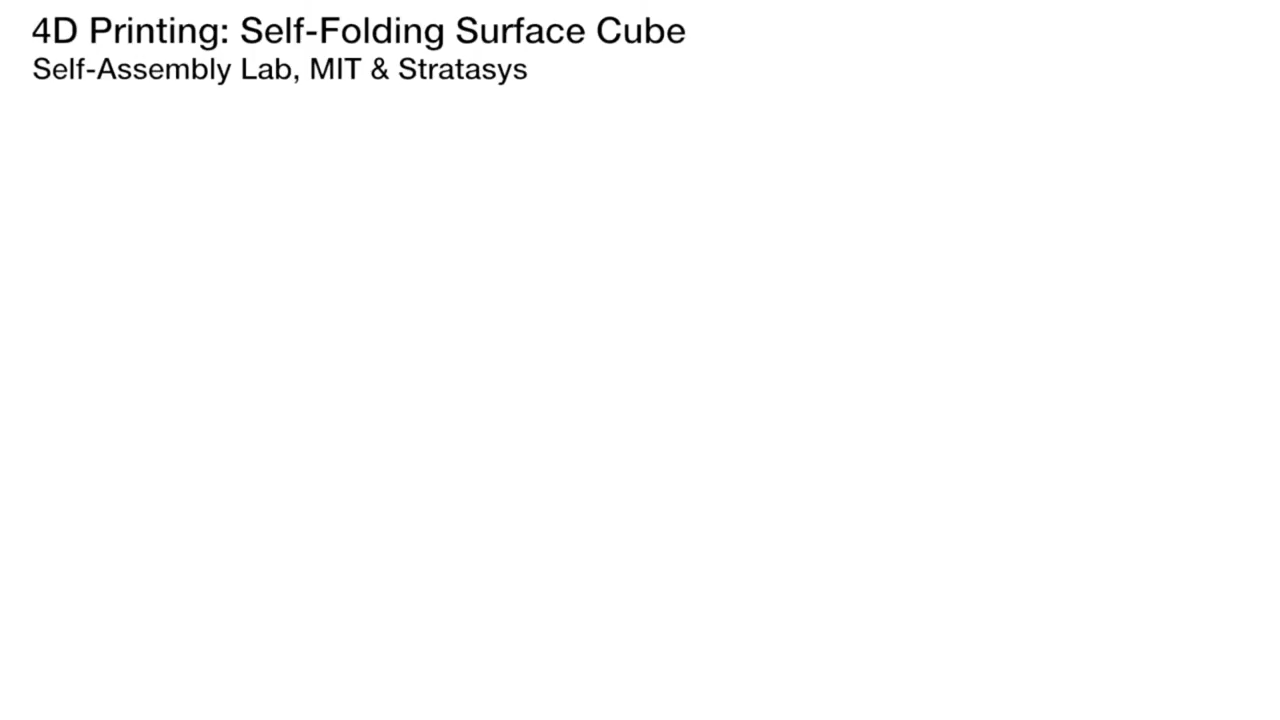 4D Printing: Self-Folding Surface Cube
Self-Assembly Lab, MIT & Stratasys